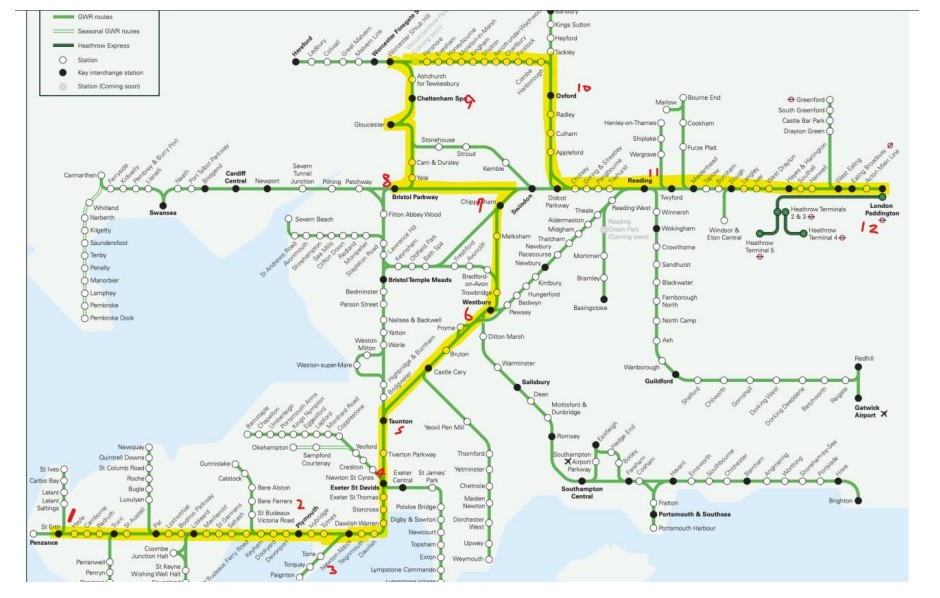 GWR routes
Seasonal GWR routes
Heathrow Express
Station
Key interchange station
Station (Coming soon)
Hereford
Ledbury
Colwall
Great Malvern
Malvern Link
Worcester Foregate S
Worcester Shrub Hill
Pershore
Evesham
Honeybourne
Moreton-in-Marsh
Kingham
Shipton
Ascott-under-Wychwood
Charlbury
Finstock
Combe
Hanborough
Banbury
Kings Sutton
Heyford
Tackley
Oxford
10
Radley
Culham
Appleford
Ashchurch
for Tewkesbury
Cheltenham Spa
9
Gloucester
Stonehouse
Stroud
Kemble
Cam & Dursley
Yate
8
Bristol Parkway
Swindon
Didcot
Parkway
Cholsey
Goring & Streatley
Pangbourne
Tilehurst
Reading
11
Twyford
Maidenhead
Taplow
Burnham
Slough
Langley
Iver
West Drayton
Hayes & Harlington
Southall
Hanwell
West Ealing
Ealing Broadway
Acton Main Line
London
Paddington
12
Heathrow Terminals
2 & 3
Heathrow
Terminal 4
Heathrow
Terminal 5
Windsor &
Eton Central
Greenford
South Greenford
Castle Bar Park
Drayton Green
Bourne End
Marlow
Cookham
Furze Platt
Henley-on-Thames
Shiplake
Wargrave
Carmarthen
Ferryside
Kidwelly
Pembrey & Burry Port
Llanelli
Swansea
Neath
Port Talbot Parkway
Bridgend
Cardiff
Central
Newport
Severn
Tunnel
Junction
Pilning
Patchway
Whitland
Narberth
Kilgetty
Saundersfoot
Tenby
Penally
Manorbier
Lamphey
Pembroke
Pembroke Dock
Filton Abbey Wood
Severn Beach
St Andrews Road
Avonmouth
Shirehampton
Sea Mills
Clifton Down
Redland
Montpelier
Stapleton Road
Lawrence Hill
Keynsham
Oldfield Park
Bath Spa
Freshford
Avoncliff
Bradford-
on-Avon
Trowbridge
Chippenham
7
Melksham
Westbury
6
Bristol Temple Meads
Bedminster
Parson Street
Nailsea & Backwell
Yatton
Worle
Weston
Milton
Weston-super-Mare
Highbridge & Burnham
Bridgwater
Frome
Bruton
Castle Cary
Reading West
Theale
Aldermaston
Midgham
Thatcham
Newbury
Racecourse
Newbury
Kintbury
Hungerford
Bedwyn
Pewsey
Reading
Green Park
(Coming soon)
Mortimer
Bramley
Basingstoke
Winnersh
Wokingham
Crowthorne
Sandhurst
Blackwater
Farnborough
North
North Camp
Ash
Wanborough
Guildford
Shalford
Chilworth
Gomshall
Dorking West
Dorking Deepdene
Betchworth
Reigate
Redhill
Gatwick
Airport
Dilton Marsh
Warminster
Salisbury
Dean
Mottisfont &
Dunbridge
Romsey
Southampton
Airport
Parkway
Eastleigh
Hedge End
Botley
Southampton
Central
Fareham
Cosham
Havant
Emsworth
Southbourne
Chichester
Barnham
Angmering
Worthing
Shoreham-by-Sea
Portslade
Hove
Brighton
Fratton
Portsmouth & Southsea
Portsmouth Harbour
Yeovil Pen Mill
Thornford
Yetminster
Chetnole
Maiden
Newton
Dorchester
West
Upwey
Weymouth
Taunton
5
Tiverton Parkway
Barnstaple
Chapelton
Umberleigh
Portsmouth Arms
Kings Nympton
Eggesford
Lapford
Morchard Road
Copplestone
Yeoford
Okehampton
Sampford
Courtenay
Crediton
Newton St Cyres
4
Exeter St Davids
Exeter
Central
St James'
Park
Exeter St Thomas
Starcross
Dawlish Warren
Polsloe Bridge
Digby & Sowton
Newcourt
Topsham
Exton
Lympstone Commando
Lympstone Village
Newquay
Quintrell Downs
St Columb Road
Roche
Bugle
Luxulyan
Gunnislake
Calstock
Bere Alston
Bere Ferrers
St Budeaux
Victoria Road
2
St Ives
Carbis Bay
Lelant
Lelant
Saltings
St Erth
1
Penzance
Hayle
Camborne
Redruth
Truro
St Austell
Par
Lostwithiel
Bodmin Parkway
Liskeard
Menheniot
St Germans
Saltash
St Budeaux Ferry Road
Keyham
Dockyard
Devonport
Plymouth
Ivybridge
Totnes
Newton Abbot
Teignmouth
Dawlish
Torre
Torquay
Paignton
3
Perranwell
Penryn
Coombe
Junction Halt
St Keyne
Wishing Well Halt